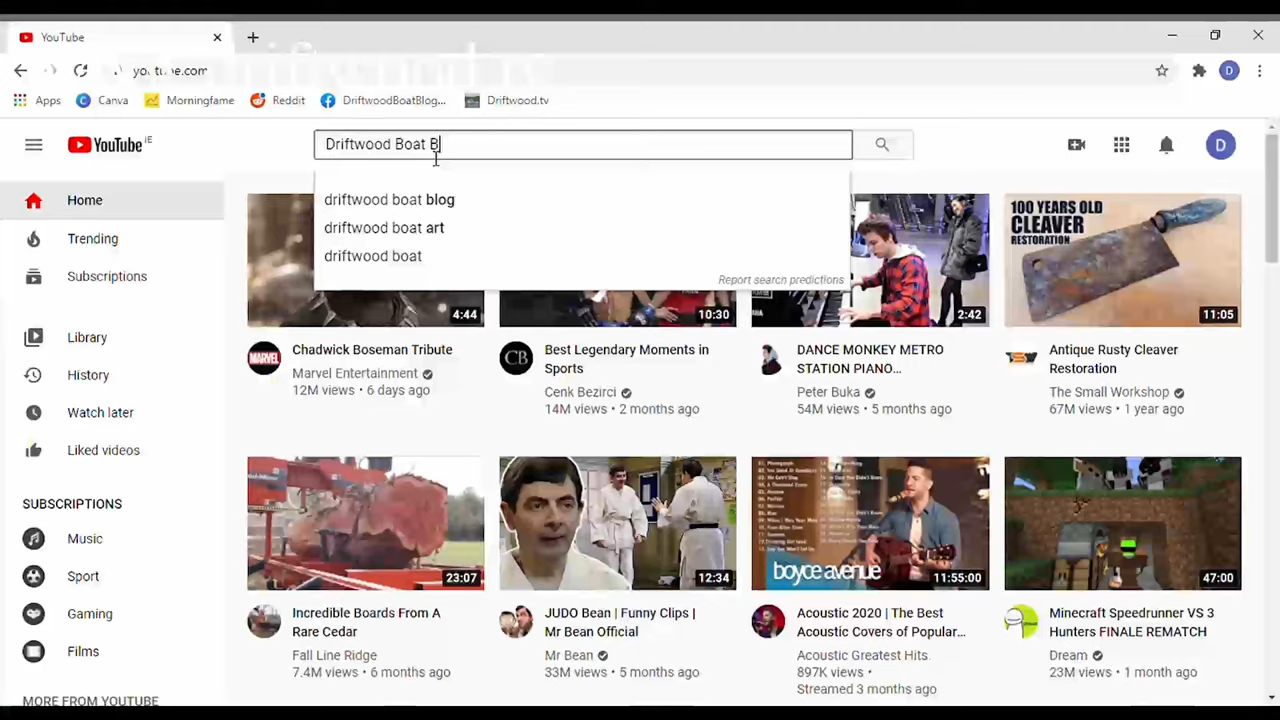 YouTube
youtube.com
D
Apps
Canva
Morningfame
Reddit
DriftwoodBoatBlog...
Driftwood.tv
YouTube IE
Driftwood Boat B
D
driftwood boat blog
driftwood boat art
driftwood boat
Report search predictions
Home
Trending
Subscriptions
Library
History
Watch later
Liked videos
SUBSCRIPTIONS
Music
Sport
Gaming
Films
MORE FROM YOUTUBE
4:44
MARVEL
Chadwick Boseman Tribute
Marvel Entertainment
12M views • 6 days ago
10:30
CB
Best Legendary Moments in
Sports
Cenk Bezirci
14M views • 2 months ago
2:42
DANCE MONKEY METRO
STATION PIANO...
Peter Buka
54M views • 5 months ago
100 YEARS OLD
CLEAVER
RESTORATION
11:05
Antique Rusty Cleaver
Restoration
The Small Workshop
67M views • 1 year ago
23:07
Incredible Boards From A
Rare Cedar
Fall Line Ridge
7.4M views • 6 months ago
12:34
JUDO Bean | Funny Clips |
Mr Bean Official
Mr Bean
33M views • 5 months ago
boyce avenue
11:55:00
Acoustic 2020 | The Best
Acoustic Covers of Popular...
Acoustic Greatest Hits
897K views •
Streamed 3 months ago
47:00
Minecraft Speedrunner VS 3
Hunters FINALE REMATCH
Dream
23M views • 1 month ago